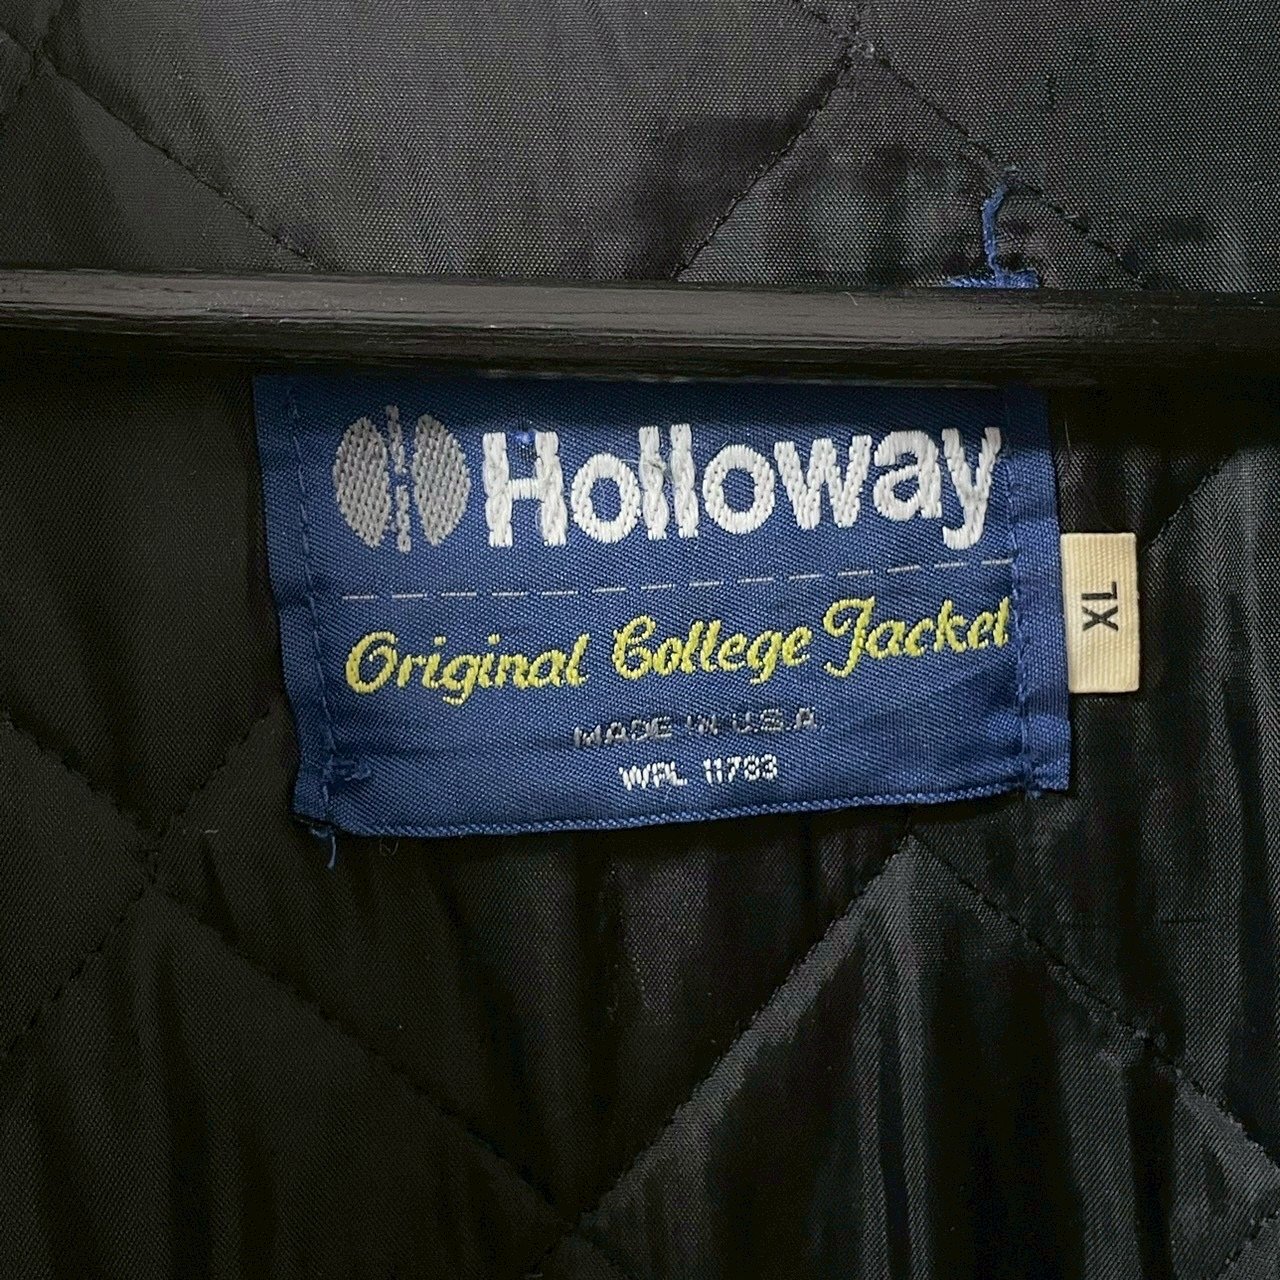 Holloway
Original College Jacket
MADE IN U.S.A
WPL 11783
XL